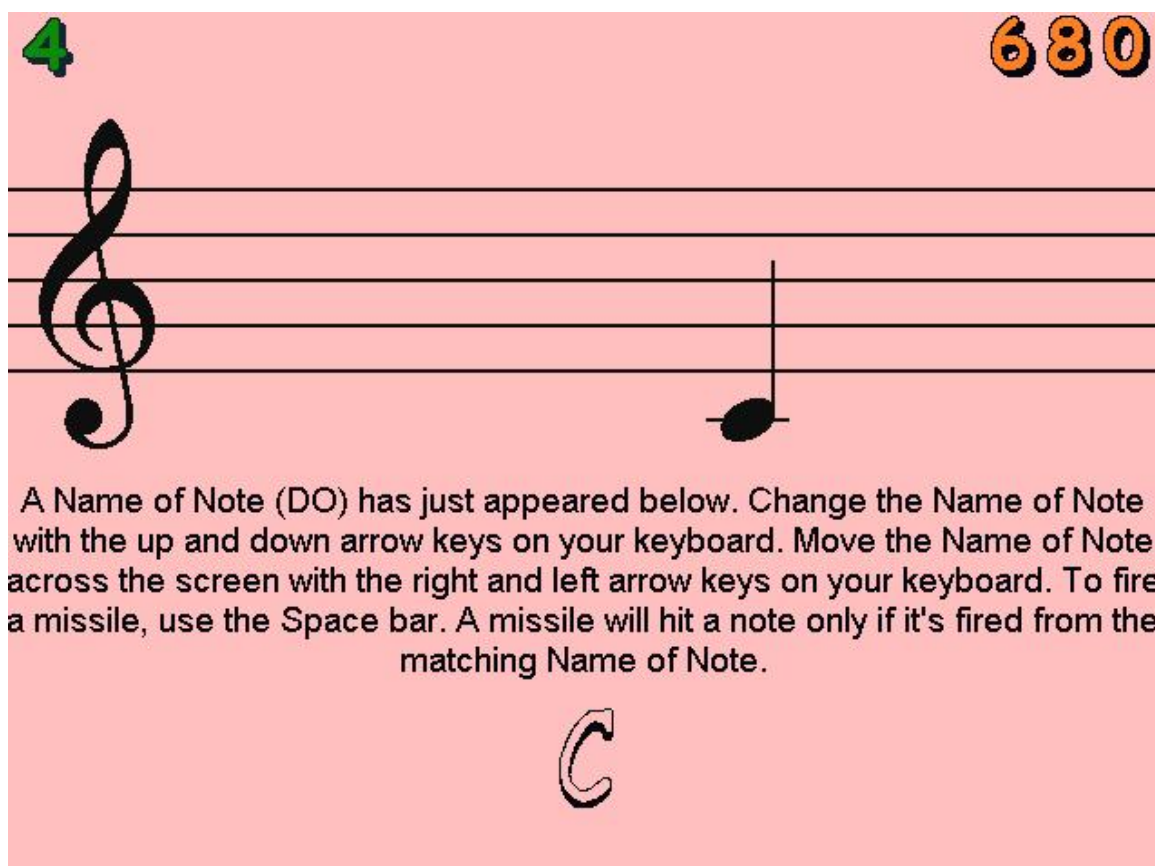 4 680
A Name of Note (DO) has just appeared below. Change the Name of Note
with the up and down arrow keys on your keyboard. Move the Name of Note
across the screen with the right and left arrow keys on your keyboard. To fire
a missile, use the Space bar. A missile will hit a note only if it's fired from the
matching Name of Note.
C